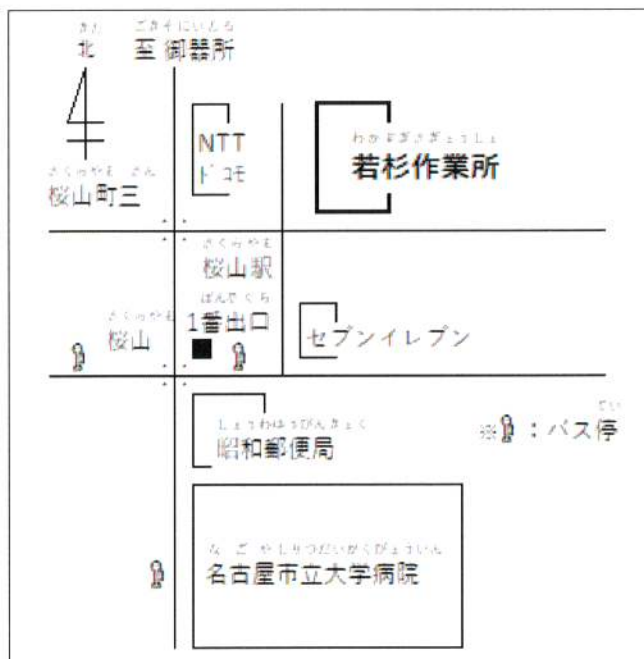 きた ごきそにいたる
北 至 御器所
NTT
ドコモ
わかすぎさぎょうしょ
若杉作業所
さくらやま さん
桜山町三
さくらやま
桜山駅
ばんでぐち
1番出口
さくらやま
桜山
セブンイレブン
しょうわゆうびんきょく
昭和郵便局
てい
※:バス停
なごやしりつだいがくびょういん
名古屋市立大学病院